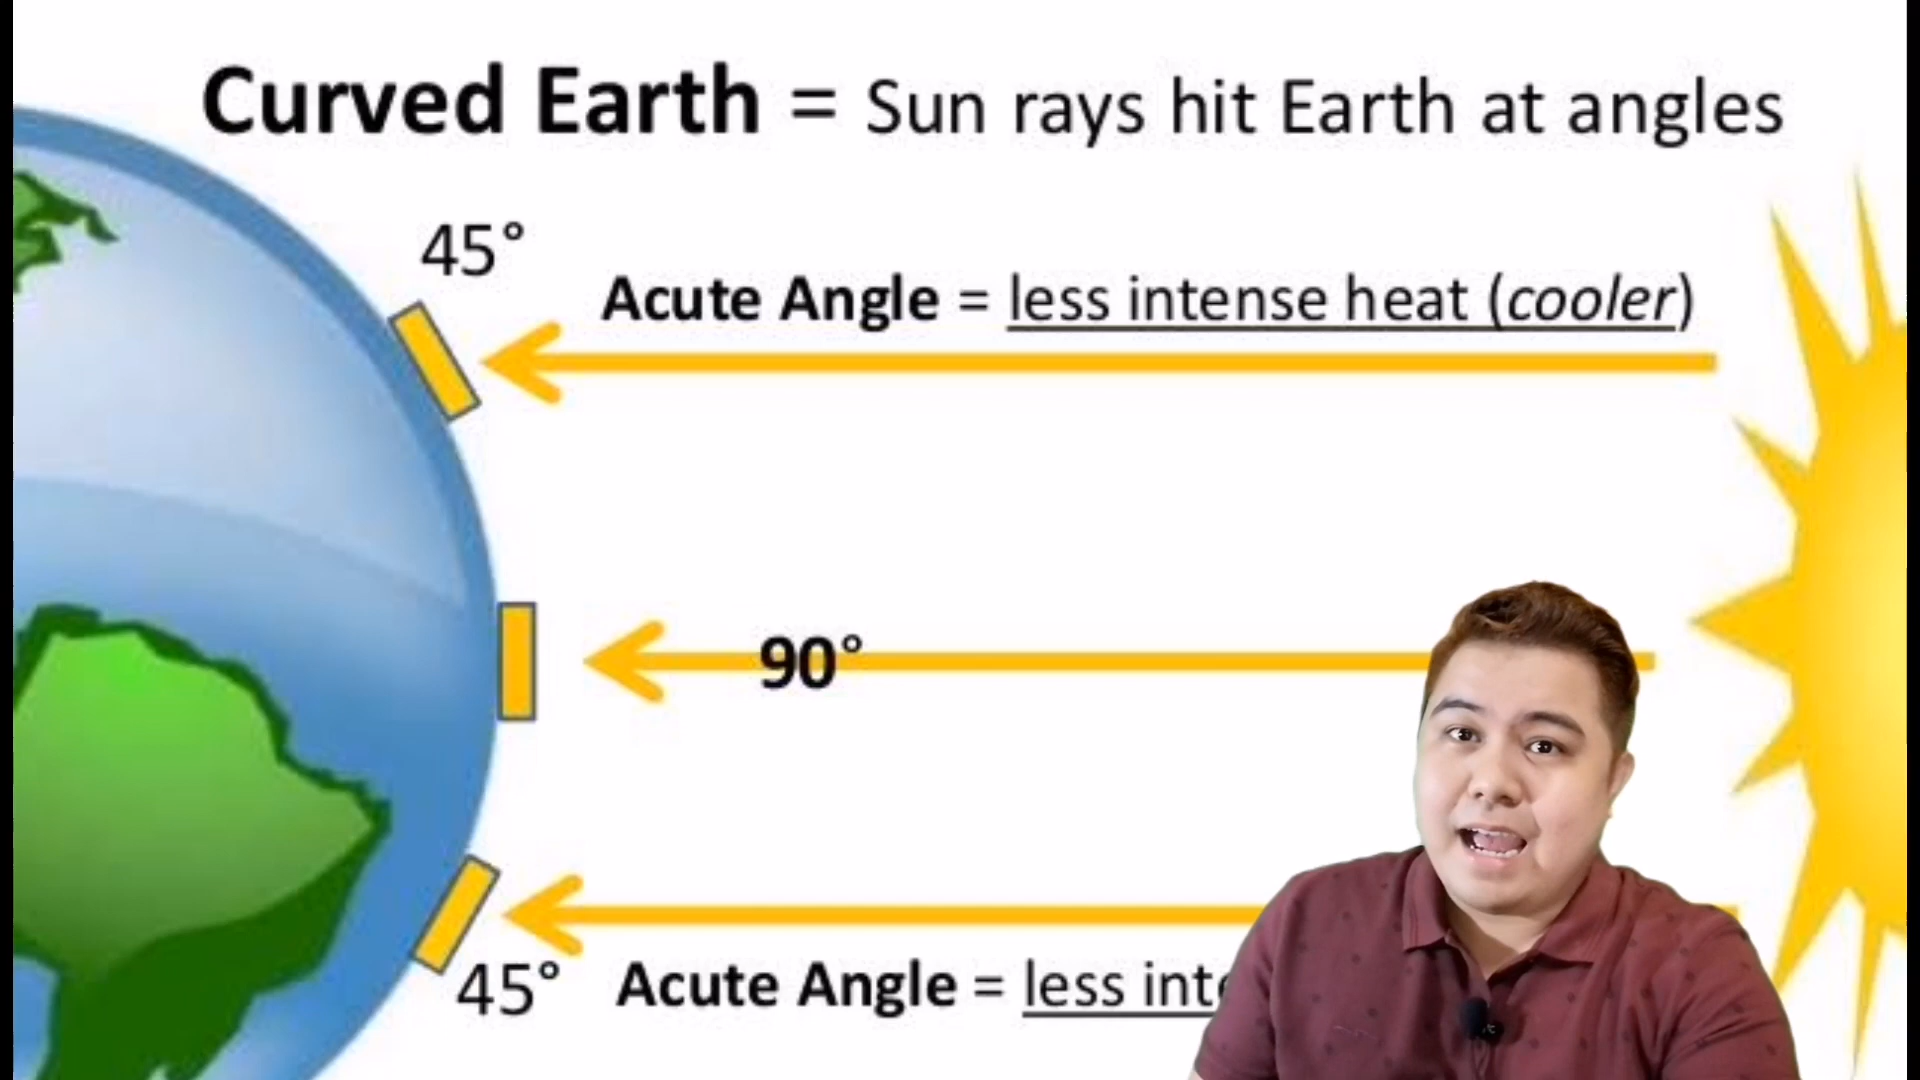 Curved Earth = Sun rays hit Earth at angles
45°
Acute Angle = less intense heat (cooler)
90°
45° Acute Angle = less